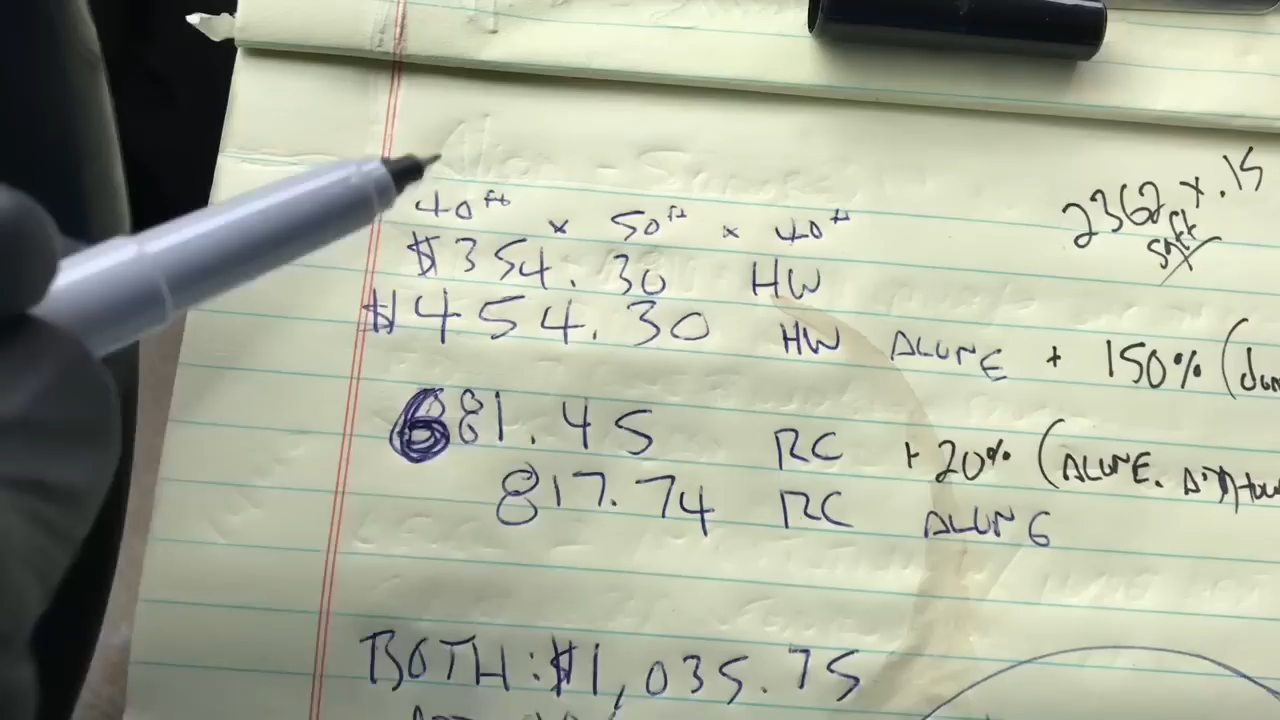 40ft x 50ft x 40ft
2362 x .15
sqft
$354.30 HW
$454.30 HW ALONE + 150%
681.45 RC +20% (ALONE.
817.74 RC ALONE
BOTH: $1,035.75